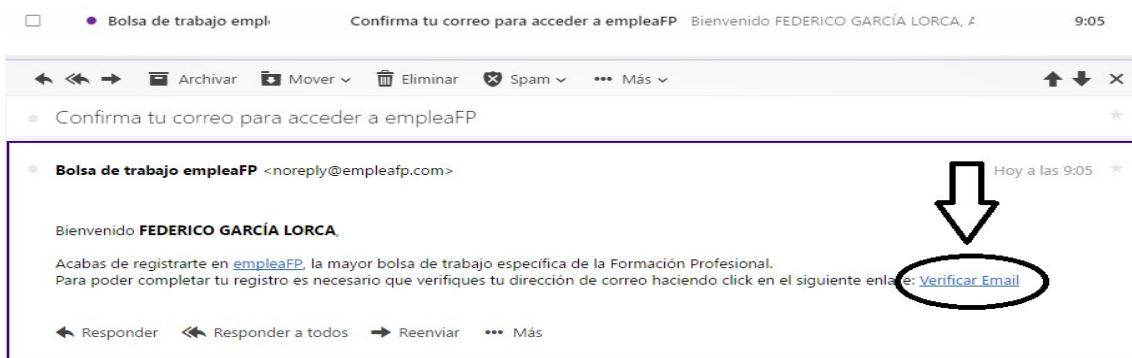 Bolsa de trabajo emple Confirma tu correo para acceder a empleaFP Bienvenido FEDERICO GARCÍA LORCA, 9:05
Archivar Mover Eliminar Spam Más
Confirma tu correo para acceder a empleaFP
Bolsa de trabajo empleaFP <noreply@empleafp.com> Hoy a las 9:05
Bienvenido FEDERICO GARCÍA LORCA,
Acabas de registrarte en empleaFP, la mayor bolsa de trabajo específica de la Formación Profesional.
Para poder completar tu registro es necesario que verifiques tu dirección de correo haciendo click en el siguiente enlace: Verificar Email
Responder Responder a todos Reenviar Más